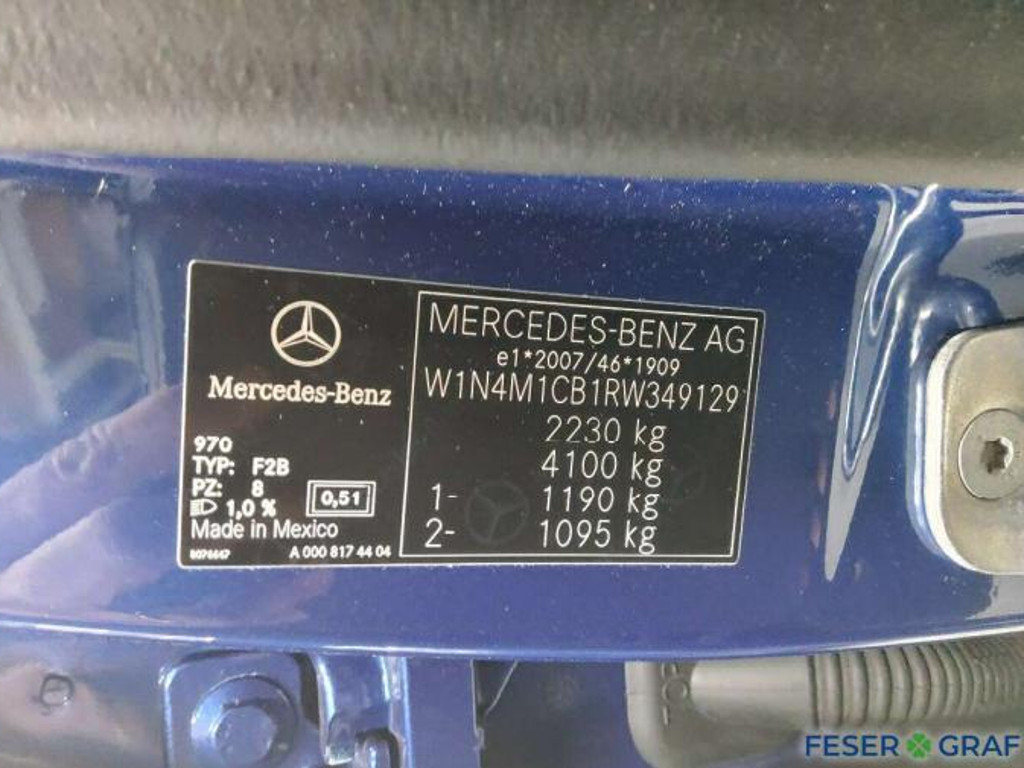 Mercedes-Benz
970
TYP: F2B
PZ: 8
1,0 %
0,51
Made in Mexico
A 000 817 44 04
MERCEDES-BENZ AG
e1*2007/46*1909
W1N4M1CB1RW349129
2230 kg
4100 kg
1- 1190 kg
2- 1095 kg
FESER GRAF